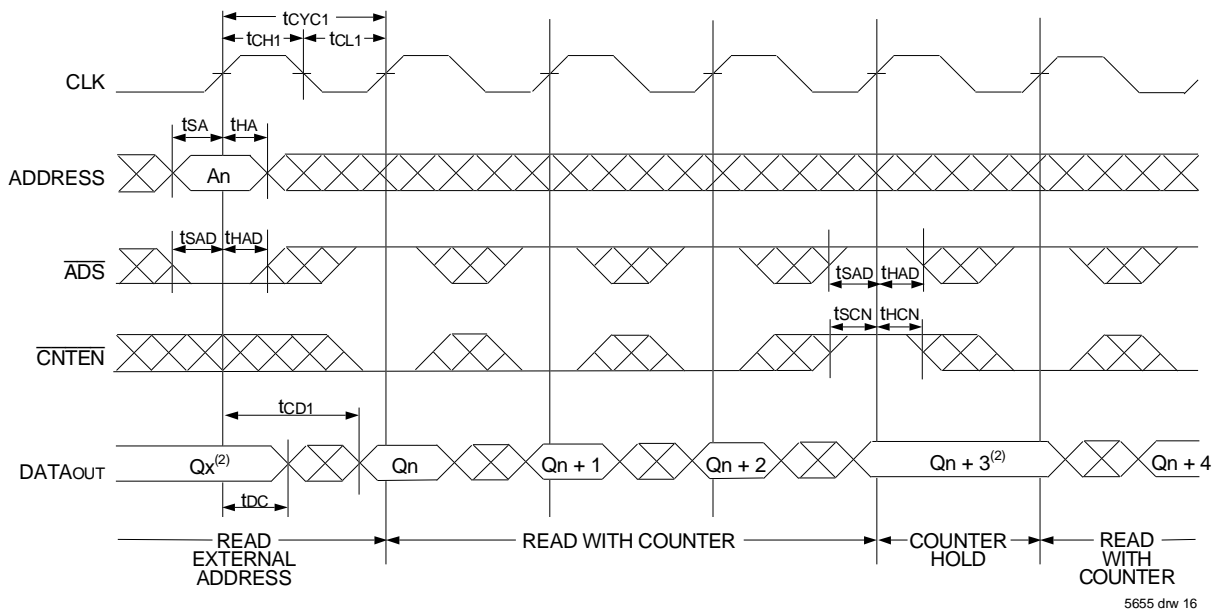 tCYC1
tCH1 tCL1
CLK
tSA tHA
ADDRESS An
tSAD tHAD
ADS
tSAD tHAD
tSCN tHCN
CNTEN
tCD1
DATAOUT Qx(2) Qn Qn + 1 Qn + 2 Qn + 3(2) Qn + 4
tDC
READ EXTERNAL ADDRESS
READ WITH COUNTER
COUNTER HOLD
READ WITH COUNTER
5655 drw 16